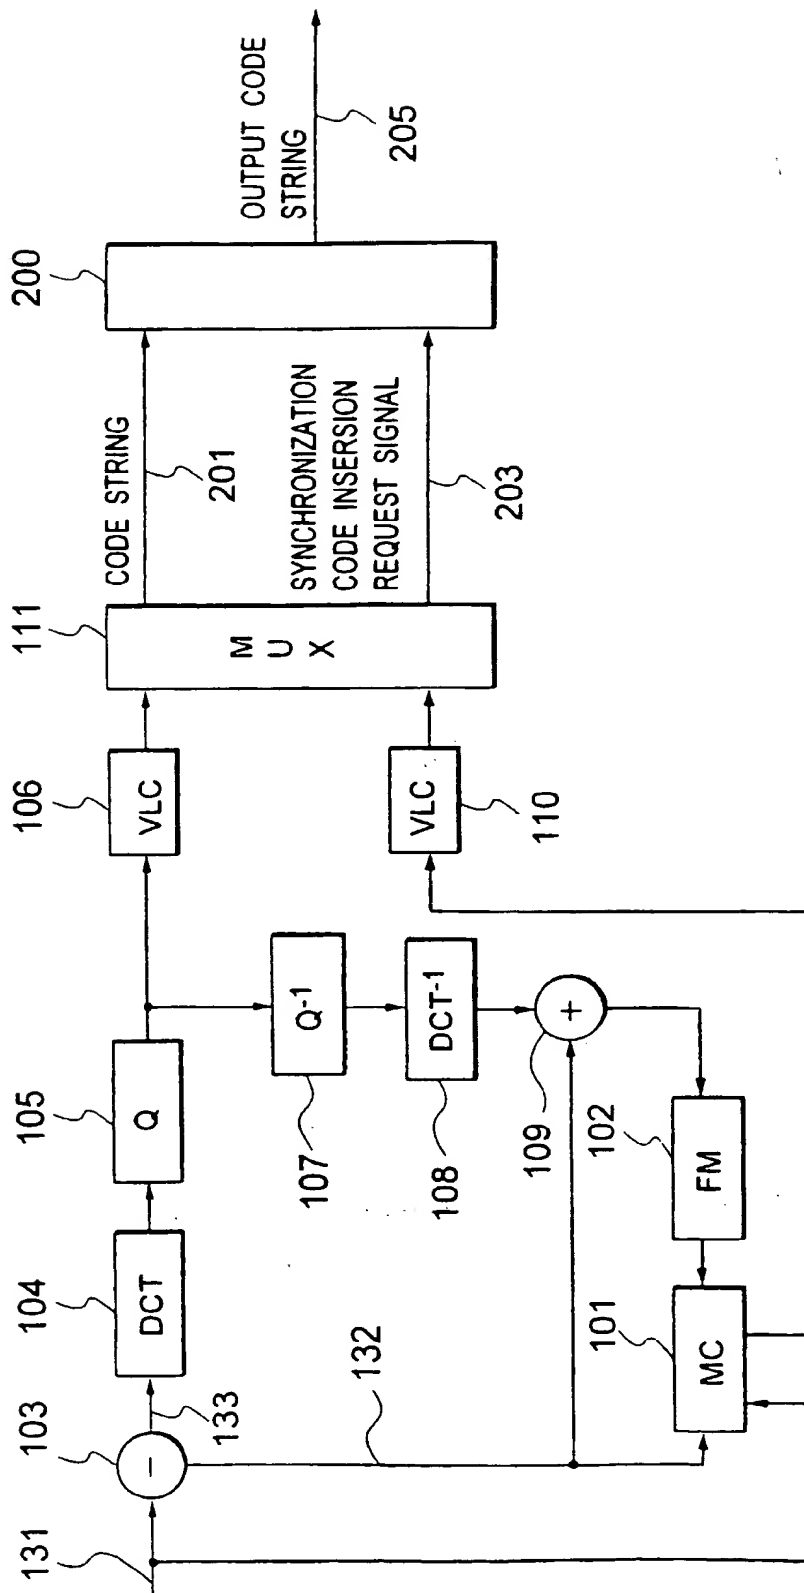 131
103
133
104
DCT
105
Q
106
VLC
111
MUX
CODE STRING
201
200
OUTPUT CODE
STRING
205
SYNCHRONIZATION
CODE INSERSION
REQUEST SIGNAL
203
VLC
110
Q-1
107
DCT-1
108
+
109
-
132
102
FM
101
MC